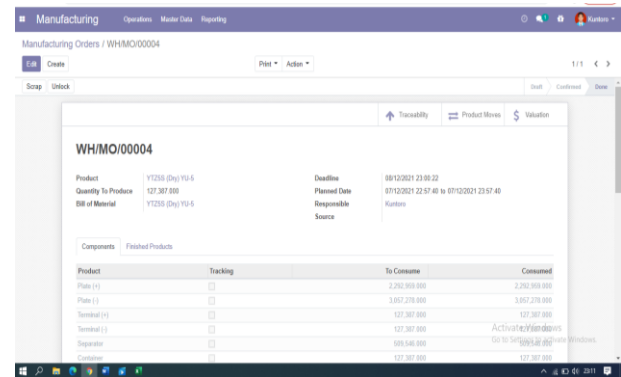 Manufacturing Operations Master Data Reporting Kuntoro
Manufacturing Orders / WH/MO/00004
Edit Create Print Action 1/1
Scrap Unlock Draft Confirmed Done
Traceability Product Moves Valuation
WH/MO/00004
Product YTZ5S (Dry) YU-5 Deadline 08/12/2021 23:00:22
Quantity To Produce 127,387.000 Planned Date 07/12/2021 22:57:40 to 07/12/2021 23:57:40
Bill of Material YTZ5S (Dry) YU-5 Responsible Kuntoro
Source
Components Finished Products
Product Tracking To Consume Consumed
Plate (+) 2,292,959.000 2,292,959.000
Plate (-) 3,057,278.000 3,057,278.000
Terminal (+) 127,387.000 127,387.000
Terminal (-) 127,387.000
Activate Windows
Separator 509,548.000 509,548.000
Go to Settings to activate Windows.
Container 127,387.000 127,387.000
23:11